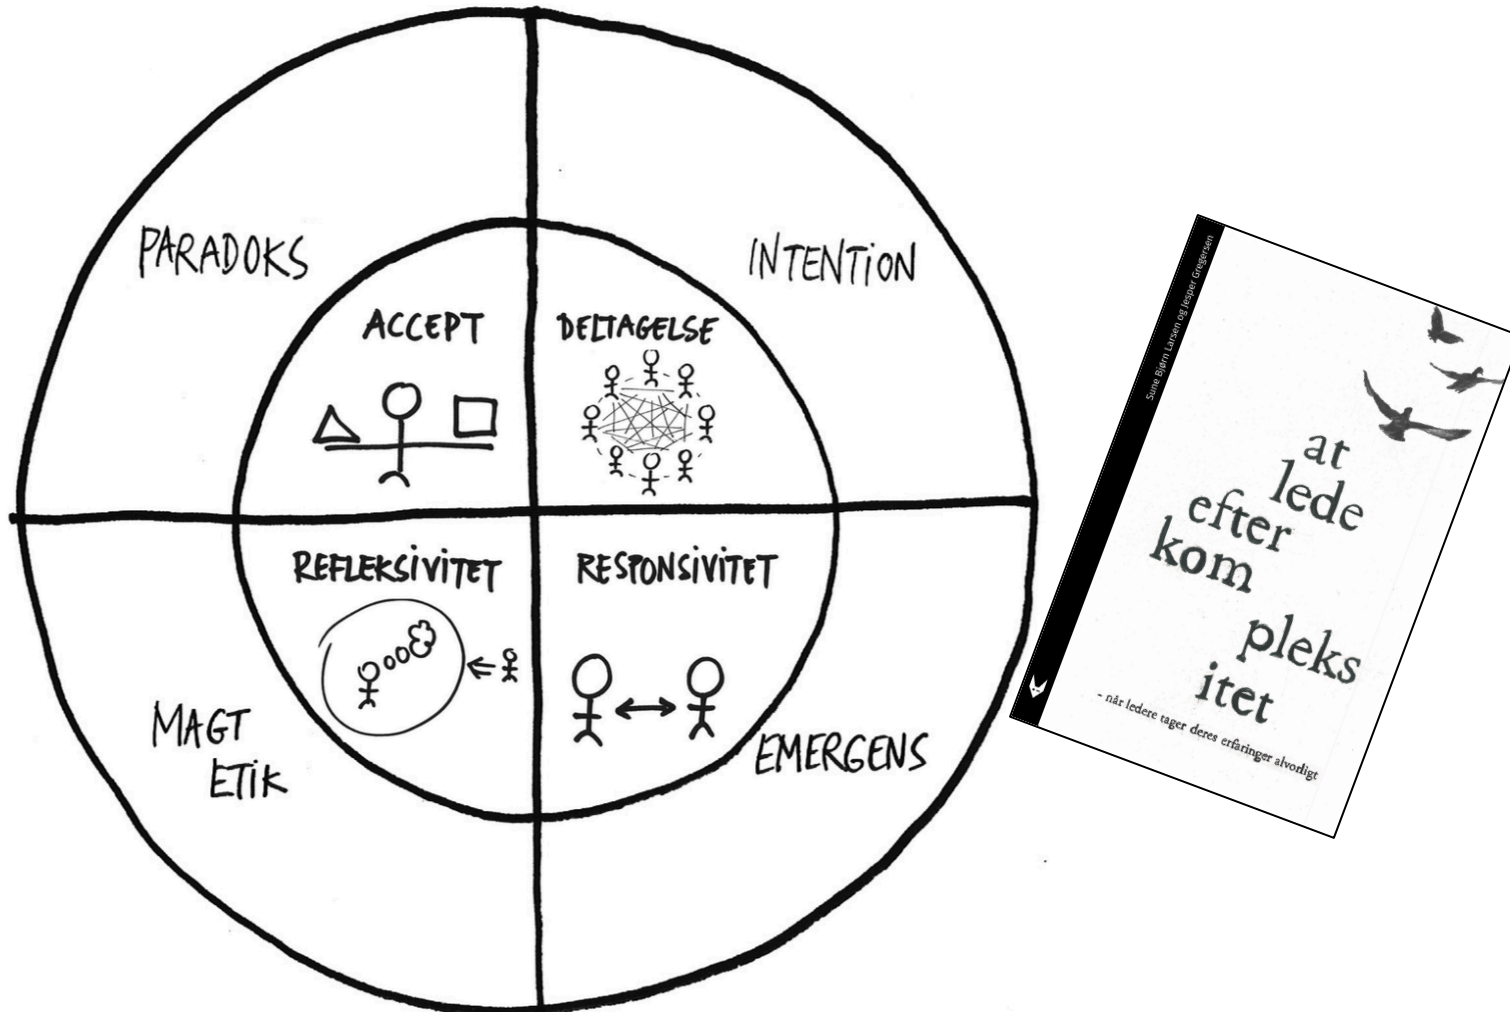 PARADOKS
INTENTION
ACCEPT
DELTAGELSE
REFLEKSIVITET
RESPONSIVITET
MAGT
ETIK
EMERGENS
Sune Bjørn Larsen og Jesper Gregersen
at
lede
efter
kom
pleks
itet
- når ledere tager deres erfaringer alvorligt